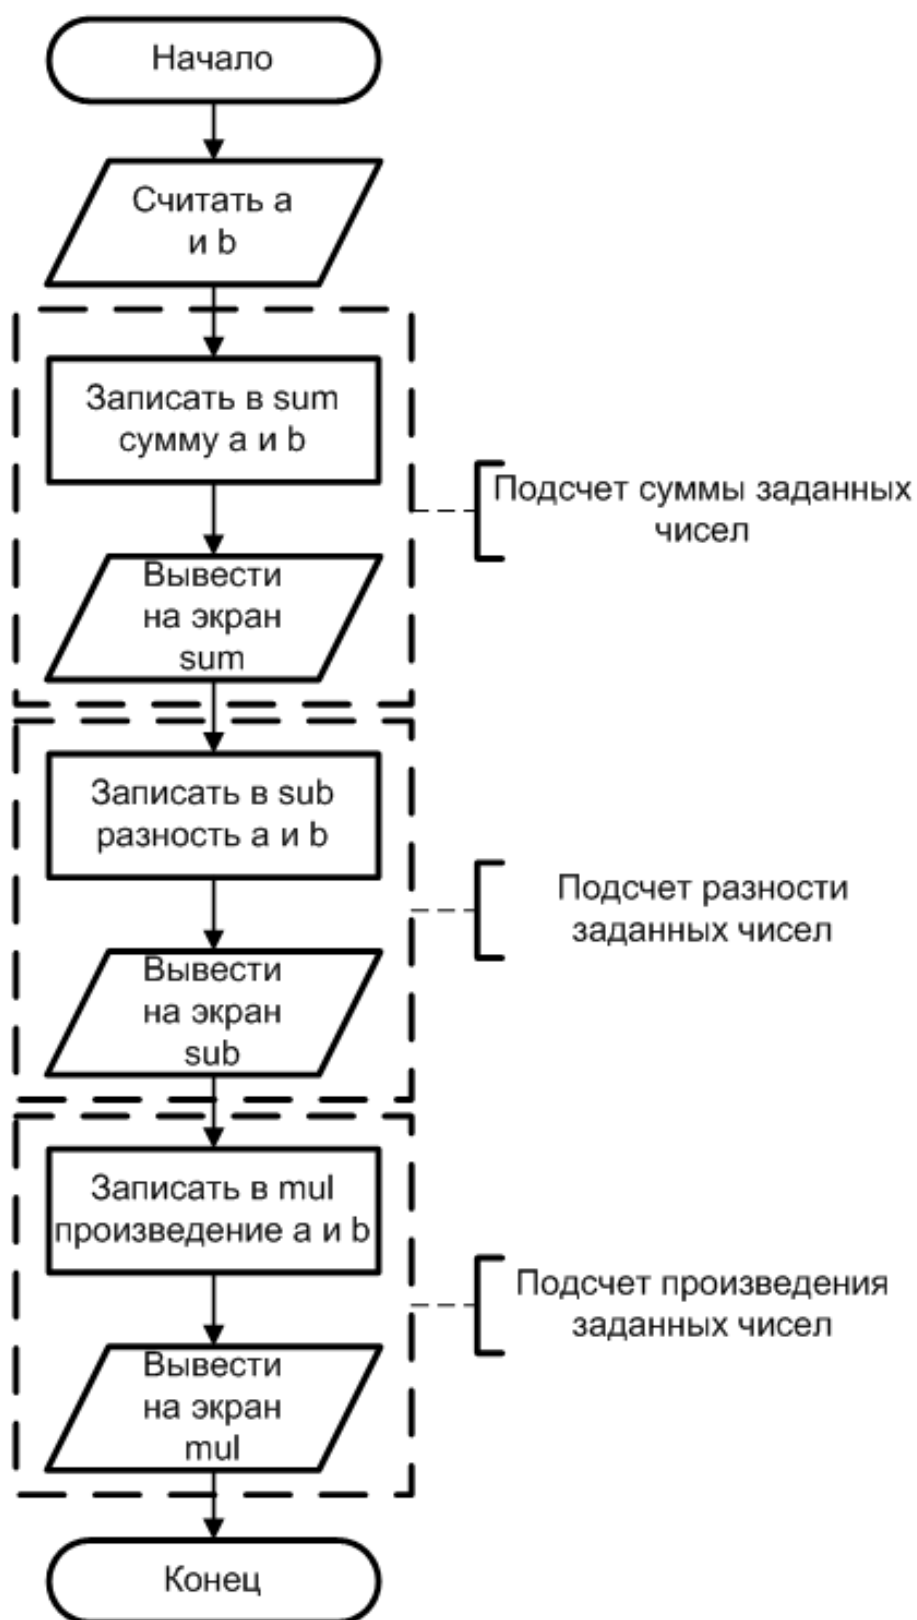 Начало
Считать a
и b
Записать в sum
сумму a и b
Подсчет суммы заданных
чисел
Вывести
на экран
sum
Записать в sub
разность a и b
Подсчет разности
заданных чисел
Вывести
на экран
sub
Записать в mul
произведение a и b
Подсчет произведения
заданных чисел
Вывести
на экран
mul
Конец